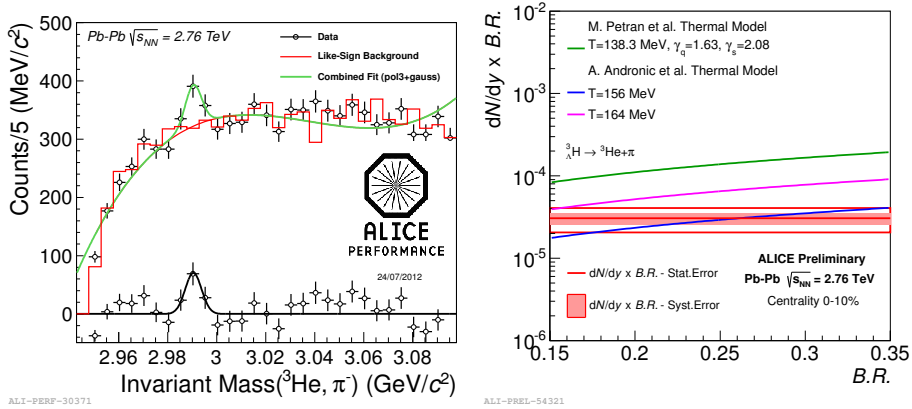 500
400
300
200
100
0
Counts/5 (MeV/c²)
Pb-Pb √sNN = 2.76 TeV
Data
Like-Sign Background
Combined Fit (pol3+gauss)
ALICE
PERFORMANCE
24/07/2012
2.96 2.98 3 3.02 3.04 3.06 3.08
Invariant Mass(³He, π⁻) (GeV/c²)
ALI-PERF-30371
dN/dy x B.R.
10⁻²
10⁻³
10⁻⁴
10⁻⁵
10⁻⁶
M. Petran et al. Thermal Model
T=138.3 MeV, γq=1.63, γs=2.08
A. Andronic et al. Thermal Model
T=156 MeV
T=164 MeV
³ΛH → ³He+π
dN/dy x B.R. - Stat.Error
dN/dy x B.R. - Syst.Error
ALICE Preliminary
Pb-Pb √sNN = 2.76 TeV
Centrality 0-10%
0.15 0.2 0.25 0.3 0.35
B.R.
ALI-PREL-54321